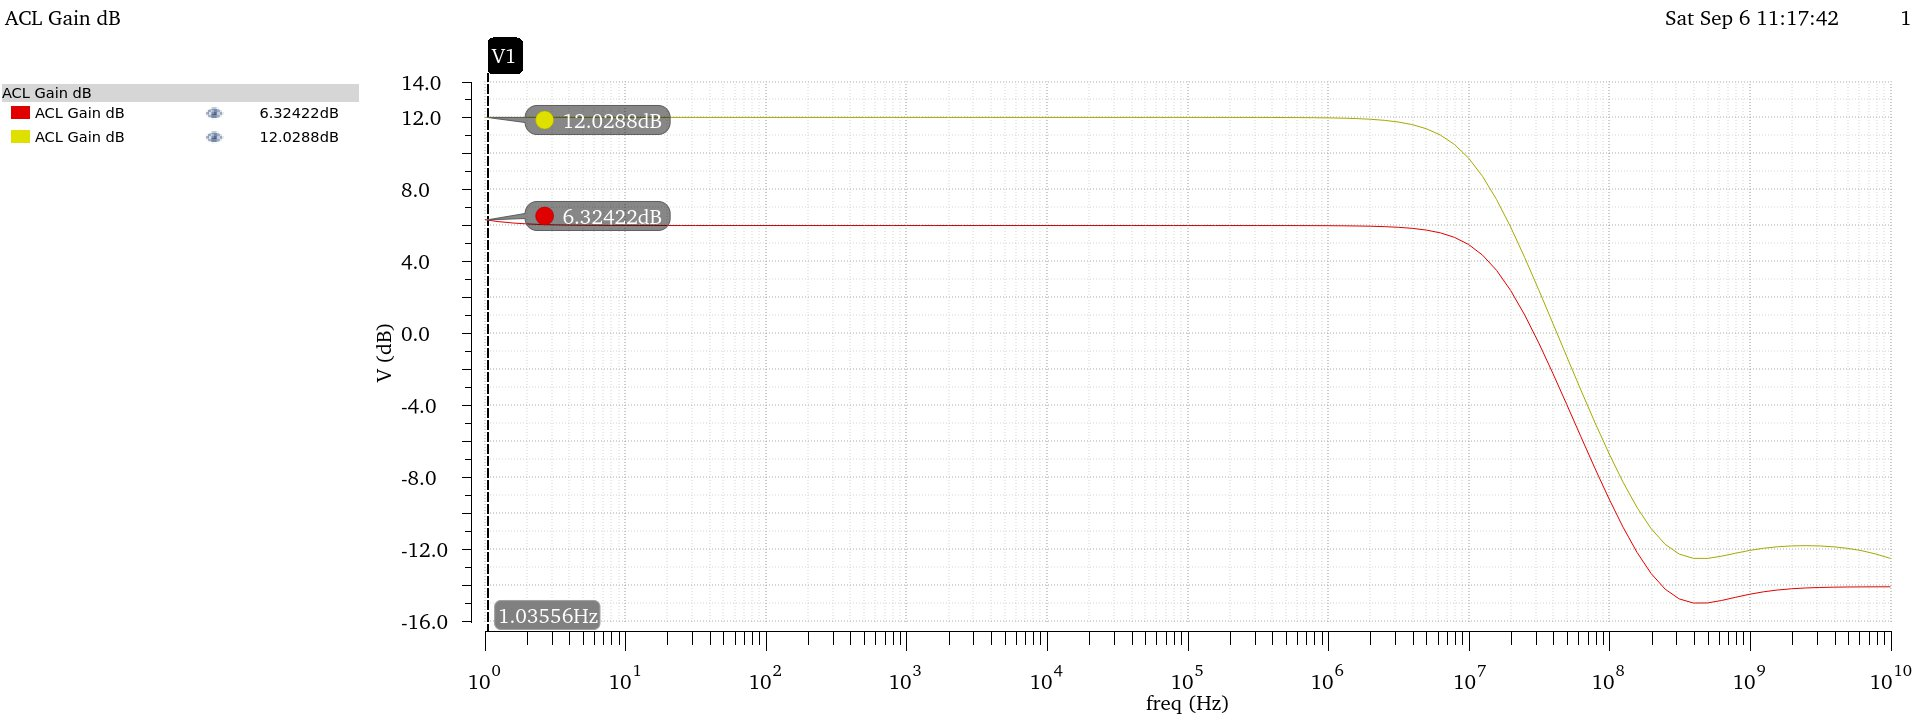 ACL Gain dB
Sat Sep 6 11:17:42 1
V1
ACL Gain dB
ACL Gain dB 6.32422dB
ACL Gain dB 12.0288dB
14.0
12.0
8.0
4.0
0.0
-4.0
-8.0
-12.0
-16.0
V (dB)
12.0288dB
6.32422dB
1.03556Hz
10^0 10^1 10^2 10^3 10^4 10^5 10^6 10^7 10^8 10^9 10^10
freq (Hz)